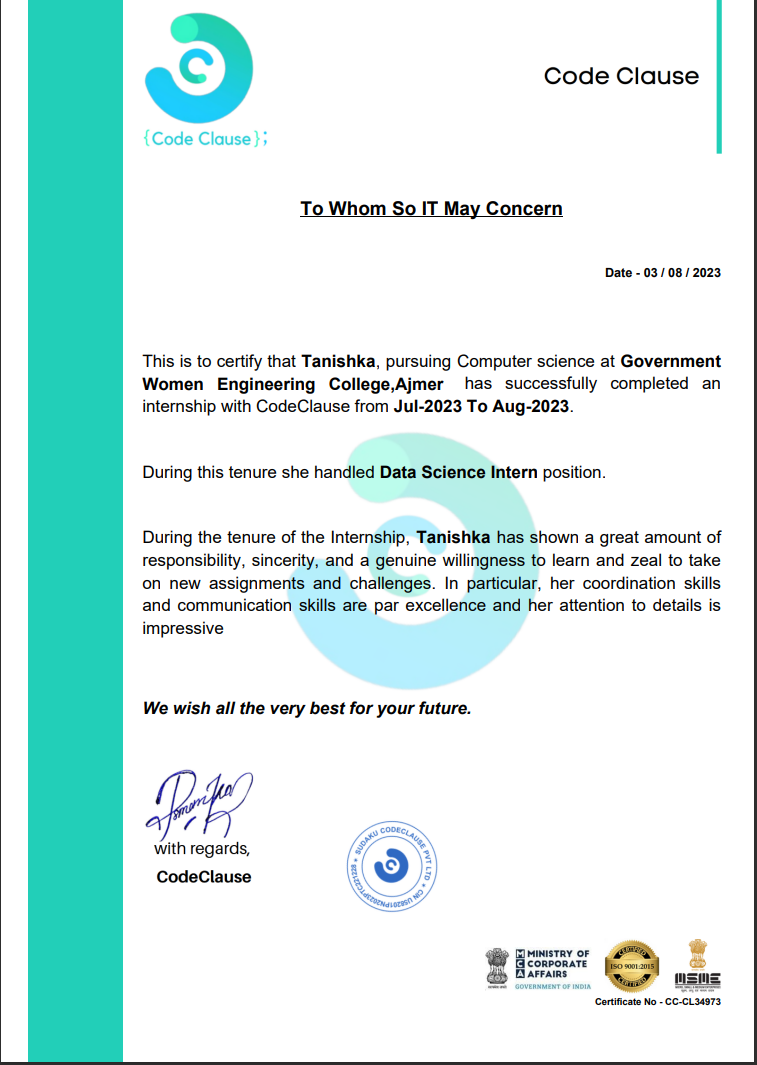 {Code Clause};
Code Clause
To Whom So IT May Concern
Date - 03 / 08 / 2023
This is to certify that Tanishka, pursuing Computer science at Government
Women Engineering College,Ajmer has successfully completed an
internship with CodeClause from Jul-2023 To Aug-2023.
During this tenure she handled Data Science Intern position.
During the tenure of the Internship, Tanishka has shown a great amount of
responsibility, sincerity, and a genuine willingness to learn and zeal to take
on new assignments and challenges. In particular, her coordination skills
and communication skills are par excellence and her attention to details is
impressive
We wish all the very best for your future.
with regards,
CodeClause
SUDAKU CODECLAUSE PVT LTD
MCA
MINISTRY OF
CORPORATE
AFFAIRS
GOVERNMENT OF INDIA
CERTIFIED
ISO 9001:2015
CERTIFIED
MSME
Certificate No - CC-CL34973